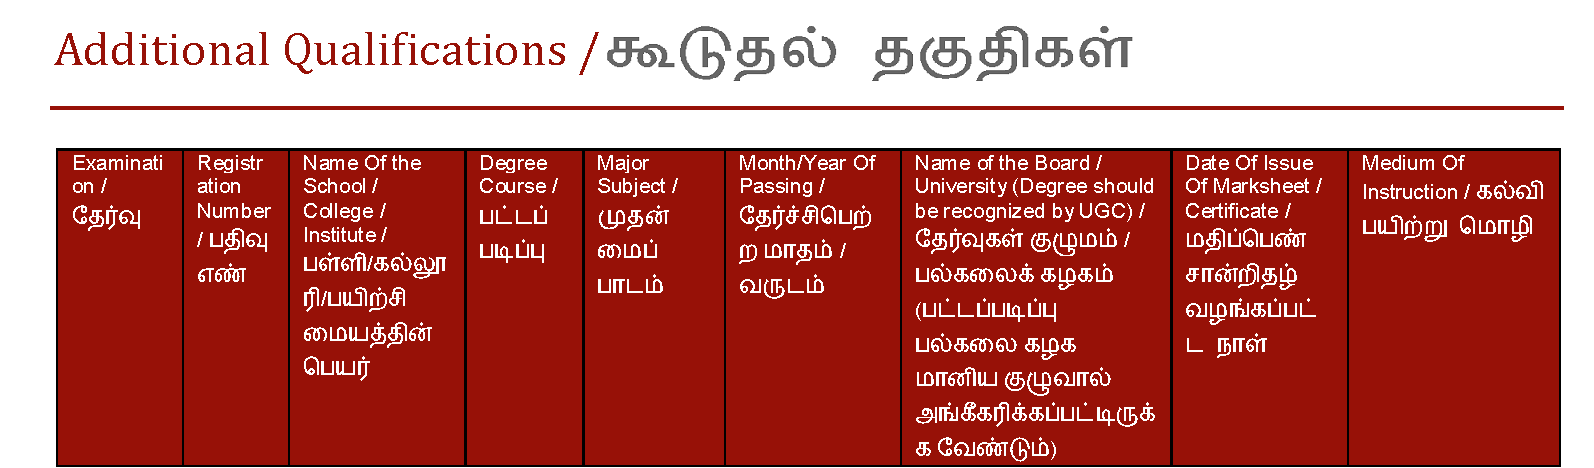 Additional Qualifications /கூடுதல் தகுதிகள்
Examinati
on /
தேர்வு
Registr
ation
Number
/ பதிவு
எண்
Name Of the
School /
College /
Institute /
பள்ளி/கல்லூ
ரி/பயிற்சி
மையத்தின்
பெயர்
Degree
Course /
பட்டப்
படிப்பு
Major
Subject /
முதன்
மைப்
பாடம்
Month/Year Of
Passing /
தேர்ச்சிபெற்
ற மாதம் /
வருடம்
Name of the Board /
University (Degree should
be recognized by UGC) /
தேர்வுகள் குழுமம் /
பல்கலைக் கழகம்
(பட்டப்படிப்பு
பல்கலை கழக
மானிய குழுவால்
அங்கீகரிக்கப்பட்டிருக்
க வேண்டும்)
Date Of Issue
Of Marksheet /
Certificate /
மதிப்பெண்
சான்றிதழ்
வழங்கப்பட்
ட நாள்
Medium Of
Instruction / கல்வி
பயிற்று மொழி